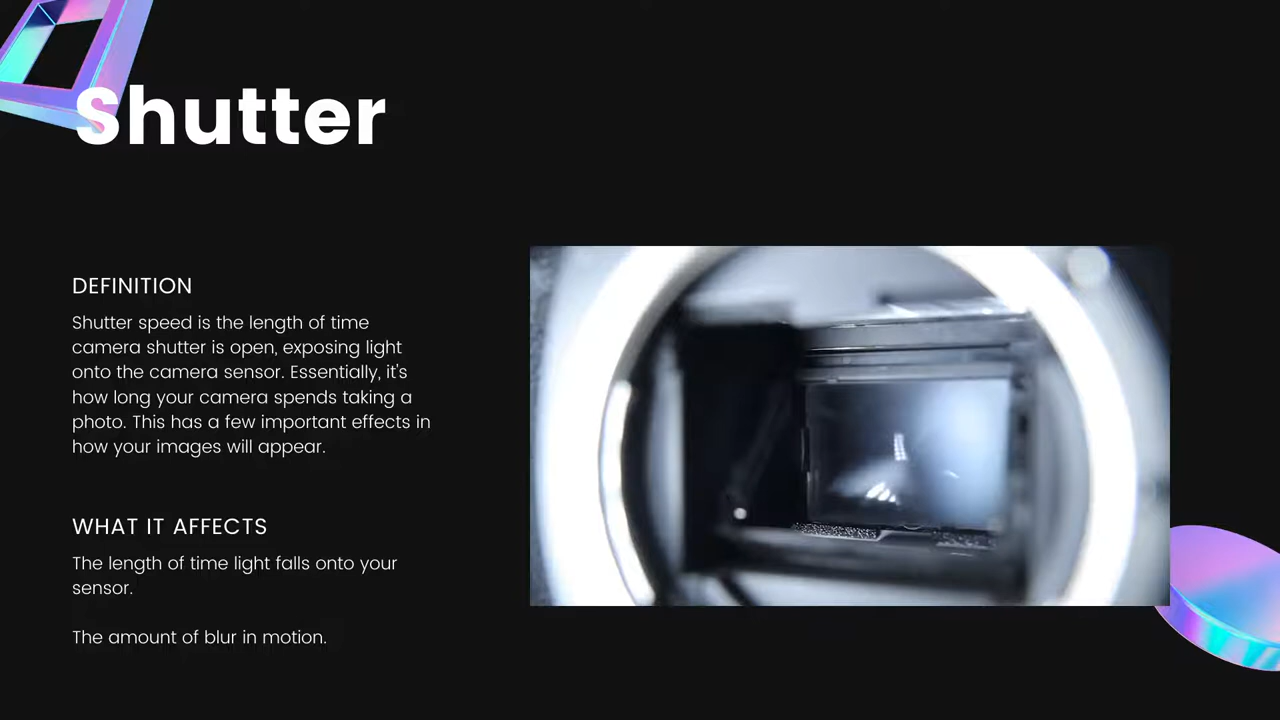 Shutter
DEFINITION
Shutter speed is the length of time
camera shutter is open, exposing light
onto the camera sensor. Essentially, it's
how long your camera spends taking a
photo. This has a few important effects in
how your images will appear.
WHAT IT AFFECTS
The length of time light falls onto your
sensor.
The amount of blur in motion.